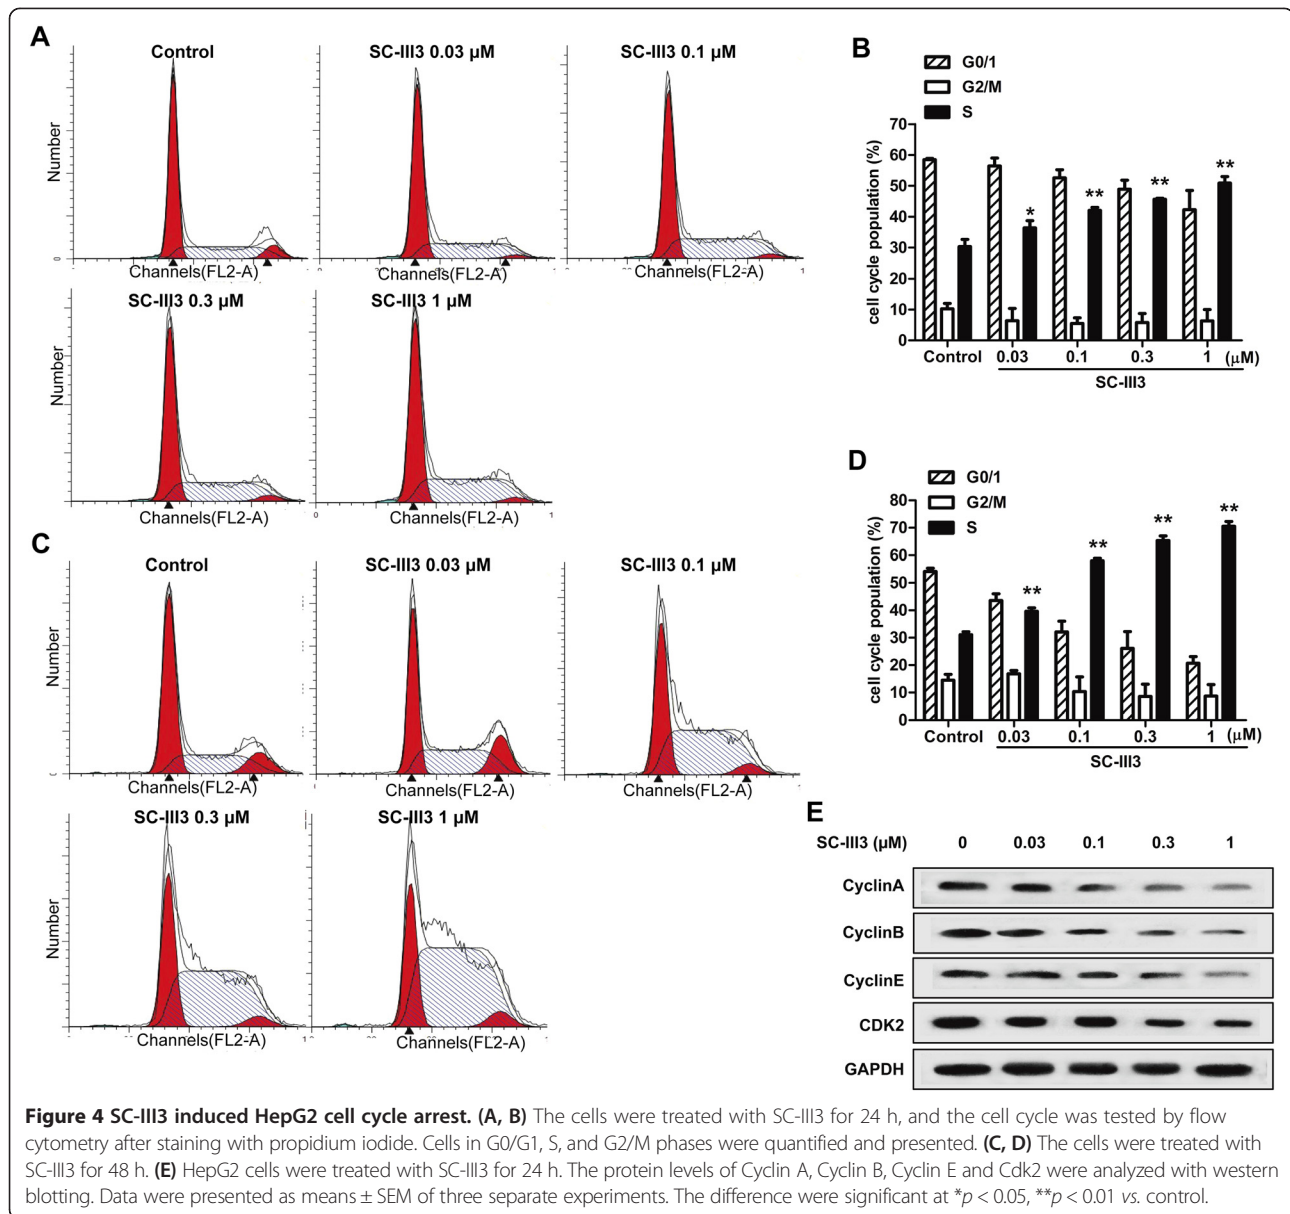 A
Control
SC-III3 0.03 µM
SC-III3 0.1 µM
Number
0
0
1
0
1
Channels(FL2-A)
Channels(FL2-A)
Channels(FL2-A)
SC-III3 0.3 µM
SC-III3 1 µM
Number
0
1
Channels(FL2-A)
Channels(FL2-A)
B
G0/1
G2/M
S
cell cycle population (%)
70
60
50
40
30
20
10
0
* ** ** **
Control 0.03 0.1 0.3 1 (µM)
SC-III3
C
Control
SC-III3 0.03 µM
SC-III3 0.1 µM
Number
Channels(FL2-A)
Channels(FL2-A)
Channels(FL2-A)
SC-III3 0.3 µM
SC-III3 1 µM
Number
Channels(FL2-A)
Channels(FL2-A)
D
G0/1
G2/M
S
cell cycle population (%)
80
70
60
50
40
30
20
10
0
** ** ** **
Control 0.03 0.1 0.3 1 (µM)
SC-III3
E
SC-III3 (µM) 0 0.03 0.1 0.3 1
CyclinA
CyclinB
CyclinE
CDK2
GAPDH
Figure 4 SC-III3 induced HepG2 cell cycle arrest. (A, B) The cells were treated with SC-III3 for 24 h, and the cell cycle was tested by flow
cytometry after staining with propidium iodide. Cells in G0/G1, S, and G2/M phases were quantified and presented. (C, D) The cells were treated with
SC-III3 for 48 h. (E) HepG2 cells were treated with SC-III3 for 24 h. The protein levels of Cyclin A, Cyclin B, Cyclin E and Cdk2 were analyzed with western
blotting. Data were presented as means ± SEM of three separate experiments. The difference were significant at *p < 0.05, **p < 0.01 vs. control.